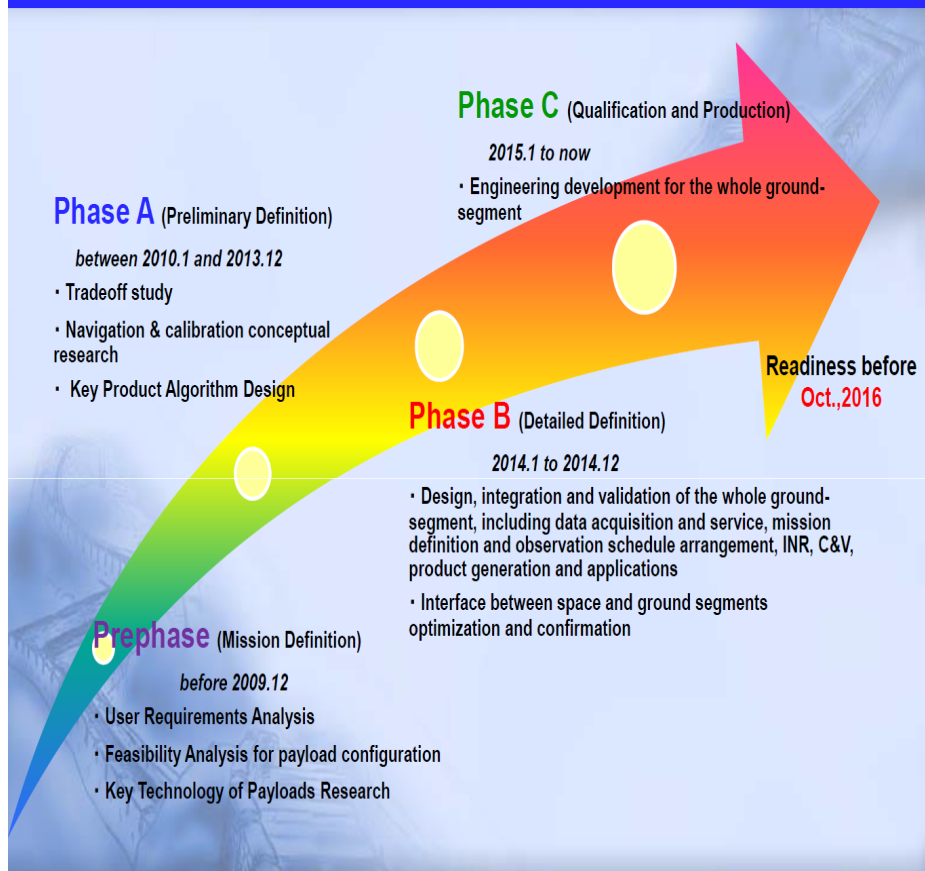 Phase C (Qualification and Production)
2015.1 to now
· Engineering development for the whole ground-
segment
Phase A (Preliminary Definition)
between 2010.1 and 2013.12
· Tradeoff study
· Navigation & calibration conceptual
research
· Key Product Algorithm Design
Readiness before
Oct.,2016
Phase B (Detailed Definition)
2014.1 to 2014.12
· Design, integration and validation of the whole ground-
segment, including data acquisition and service, mission
definition and observation schedule arrangement, INR, C&V,
product generation and applications
· Interface between space and ground segments
optimization and confirmation
Prephase (Mission Definition)
before 2009.12
· User Requirements Analysis
· Feasibility Analysis for payload configuration
· Key Technology of Payloads Research